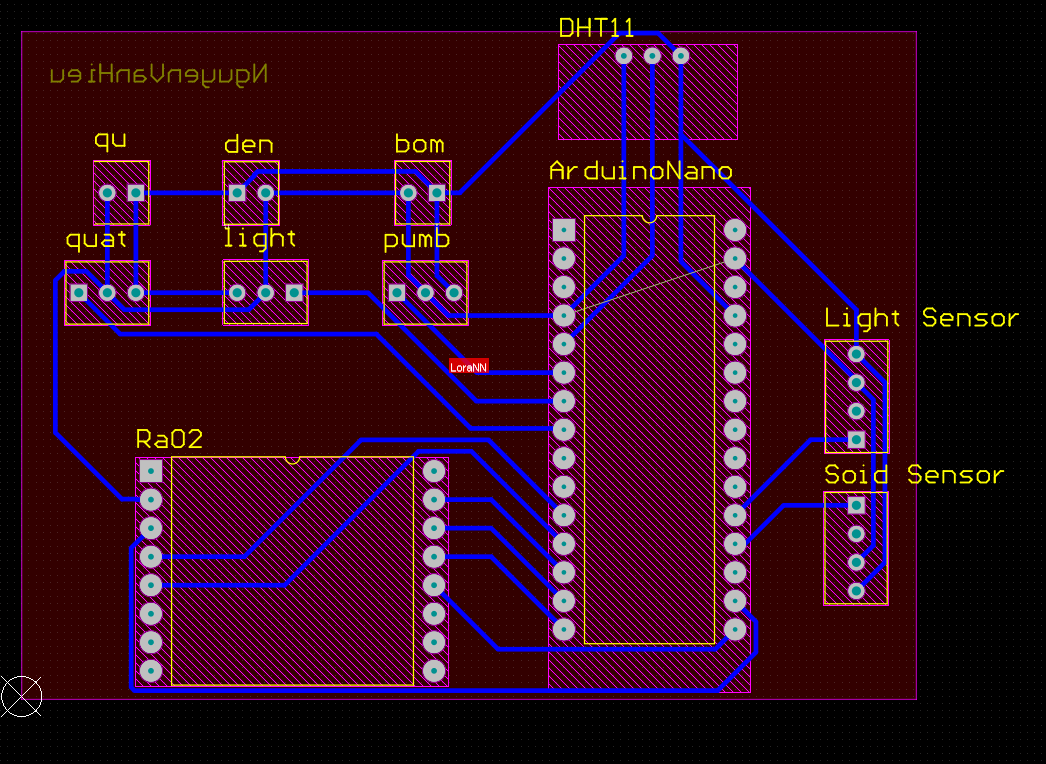 DHT11
NguyenVanHieu
qu
den
bom
ArduinoNano
quat
light
pumb
Light Sensor
LoraNN
Ra02
Soid Sensor